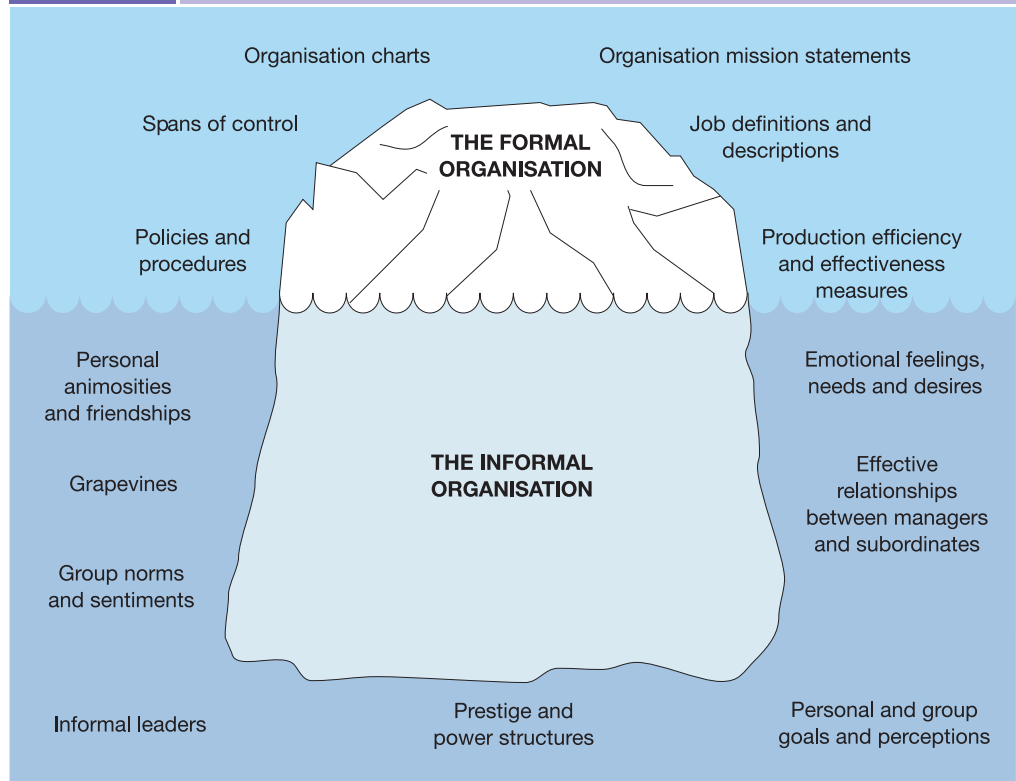 Organisation charts
Organisation mission statements
Spans of control
THE FORMAL
ORGANISATION
Job definitions and
descriptions
Policies and
procedures
Production efficiency
and effectiveness
measures
Personal
animosities
and friendships
Emotional feelings,
needs and desires
Grapevines
THE INFORMAL
ORGANISATION
Effective
relationships
between managers
and subordinates
Group norms
and sentiments
Informal leaders
Prestige and
power structures
Personal and group
goals and perceptions